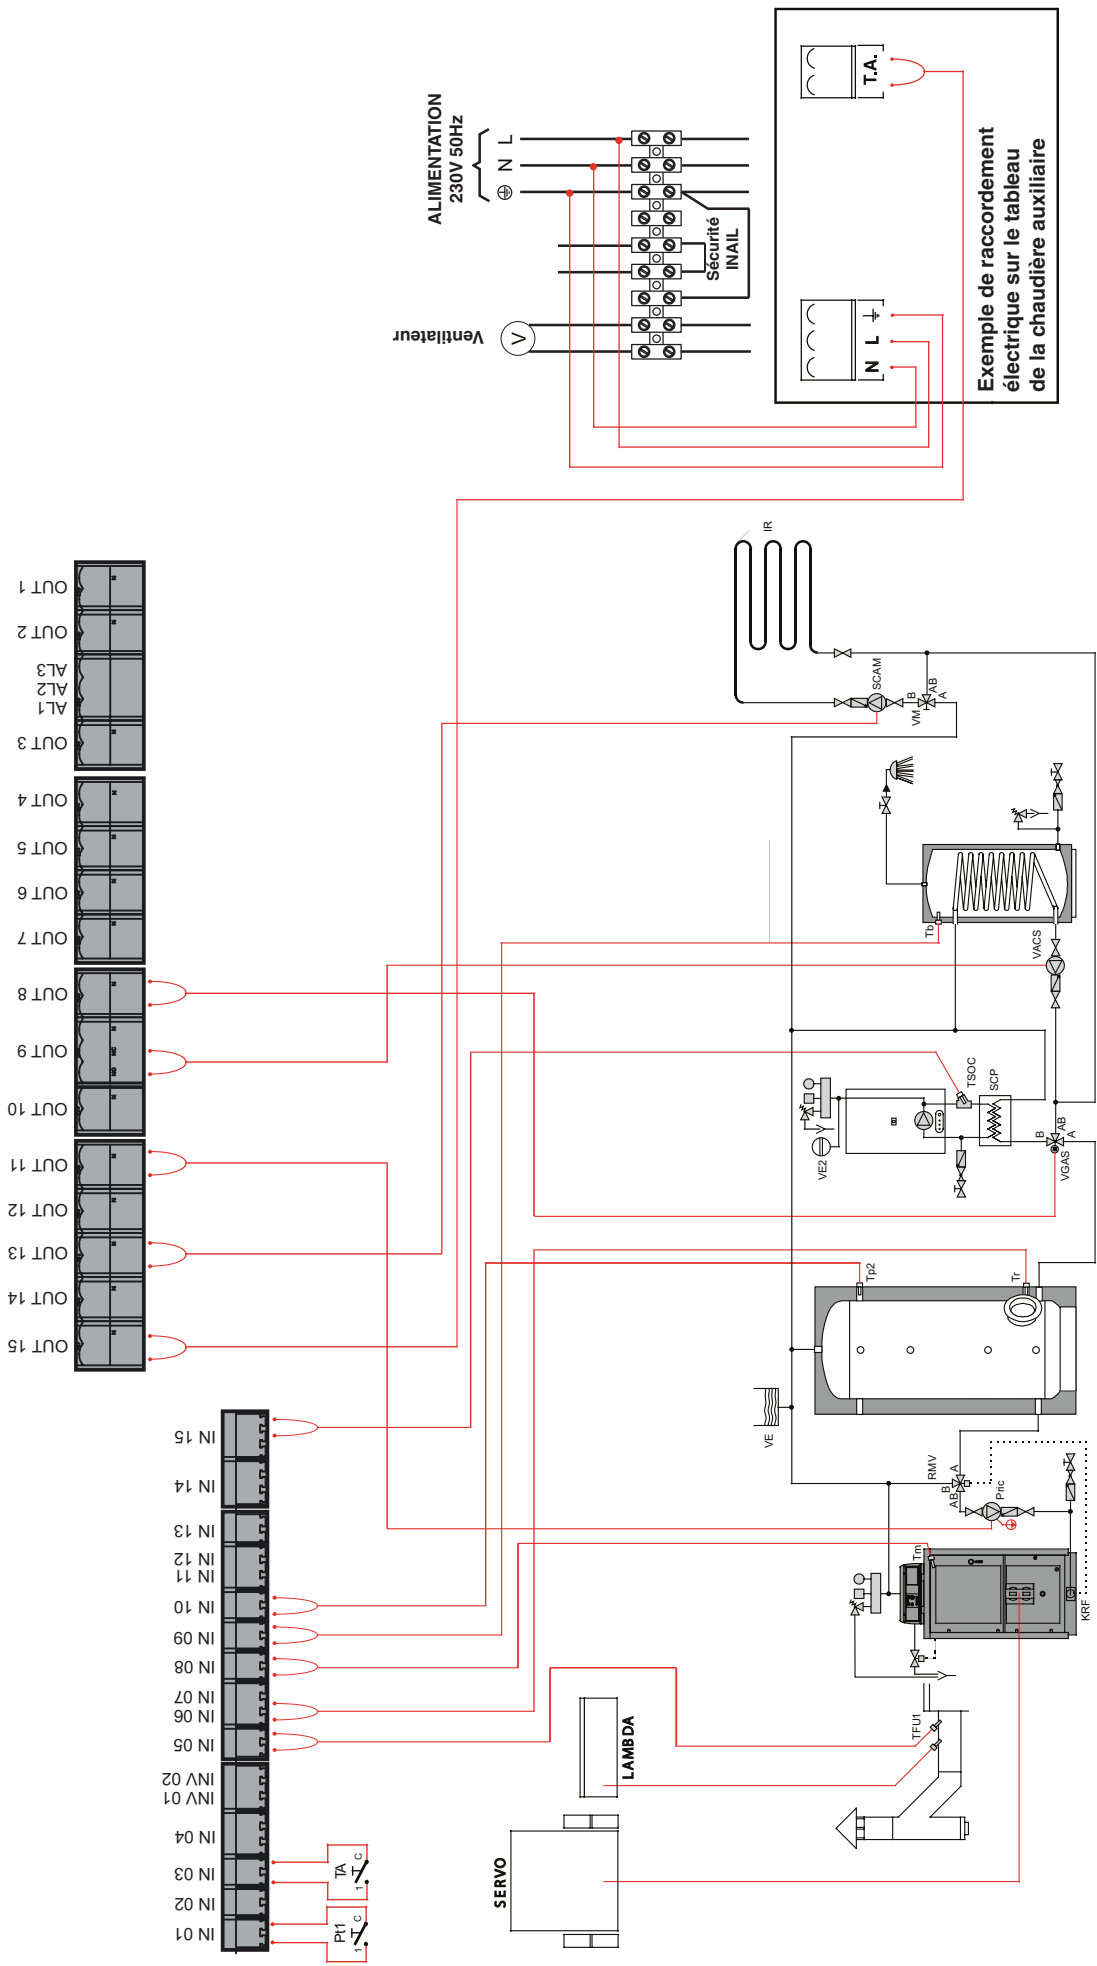 ALIMENTATION
230V 50Hz
N L
T.A.
Sécurité
INAIL
Ventilateur
V
N L
Exemple de raccordement
électrique sur le tableau
de la chaudière auxiliaire
OUT 1
OUT 2
AL3
AL2
AL1
OUT 3
OUT 4
OUT 5
OUT 6
OUT 7
OUT 8
OUT 9
OUT 10
OUT 11
OUT 12
OUT 13
OUT 14
OUT 15
N
N
N
N
N
N
N
N
N
NC
NO
N
N
N
N
N
N
IR
SCAM
B
AB
VM
A
Tb
VACS
TSOC
SCP
VE2
B
AB
A
VGAS
Tp2
Tr
VE
RMV
A
B
AB
Pric
Tm
KRF
TFU1
LAMBDA
SERVO
IN 15
IN 14
IN 13
IN 12
IN 11
IN 10
IN 09
IN 08
IN 07
IN 06
IN 05
INV 02
INV 01
IN 04
IN 03
IN 02
IN 01
TA
1
C
Pt1
1
C